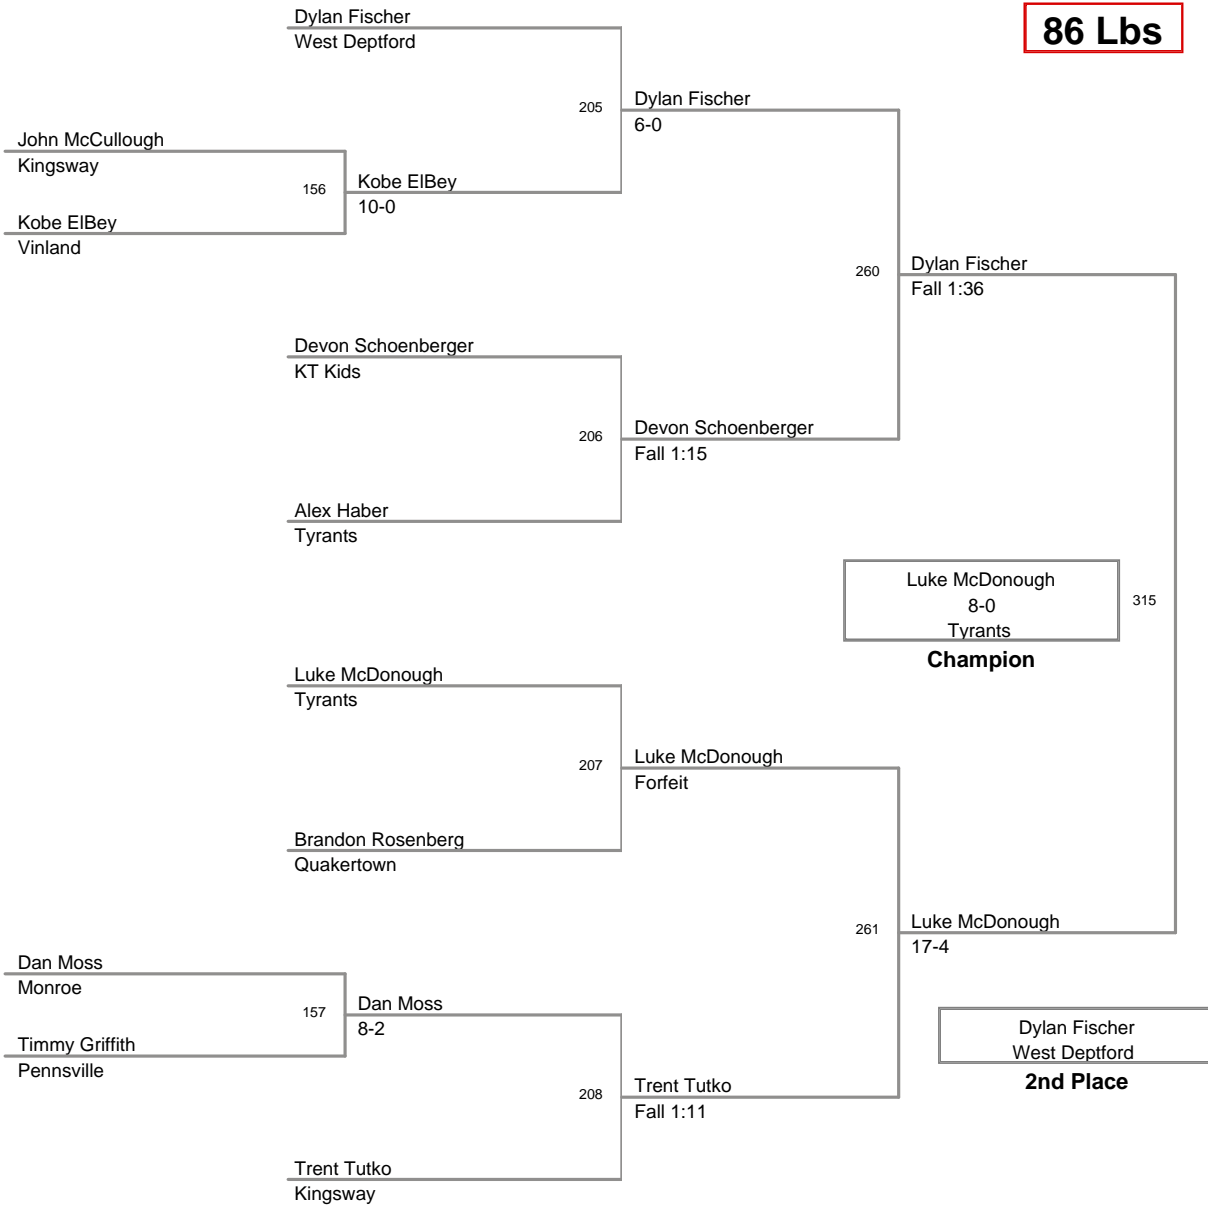 86 Lbs
Dylan Fischer
West Deptford
205
Dylan Fischer
6-0
John McCullough
Kingsway
156
Kobe ElBey
10-0
Kobe ElBey
Vinland
260
Dylan Fischer
Fall 1:36
Devon Schoenberger
KT Kids
206
Devon Schoenberger
Fall 1:15
Alex Haber
Tyrants
Luke McDonough
8-0
Tyrants
Champion
315
Luke McDonough
Tyrants
207
Luke McDonough
Forfeit
Brandon Rosenberg
Quakertown
261
Luke McDonough
17-4
Dan Moss
Monroe
157
Dan Moss
8-2
Timmy Griffith
Pennsville
Dylan Fischer
West Deptford
2nd Place
208
Trent Tutko
Fall 1:11
Trent Tutko
Kingsway